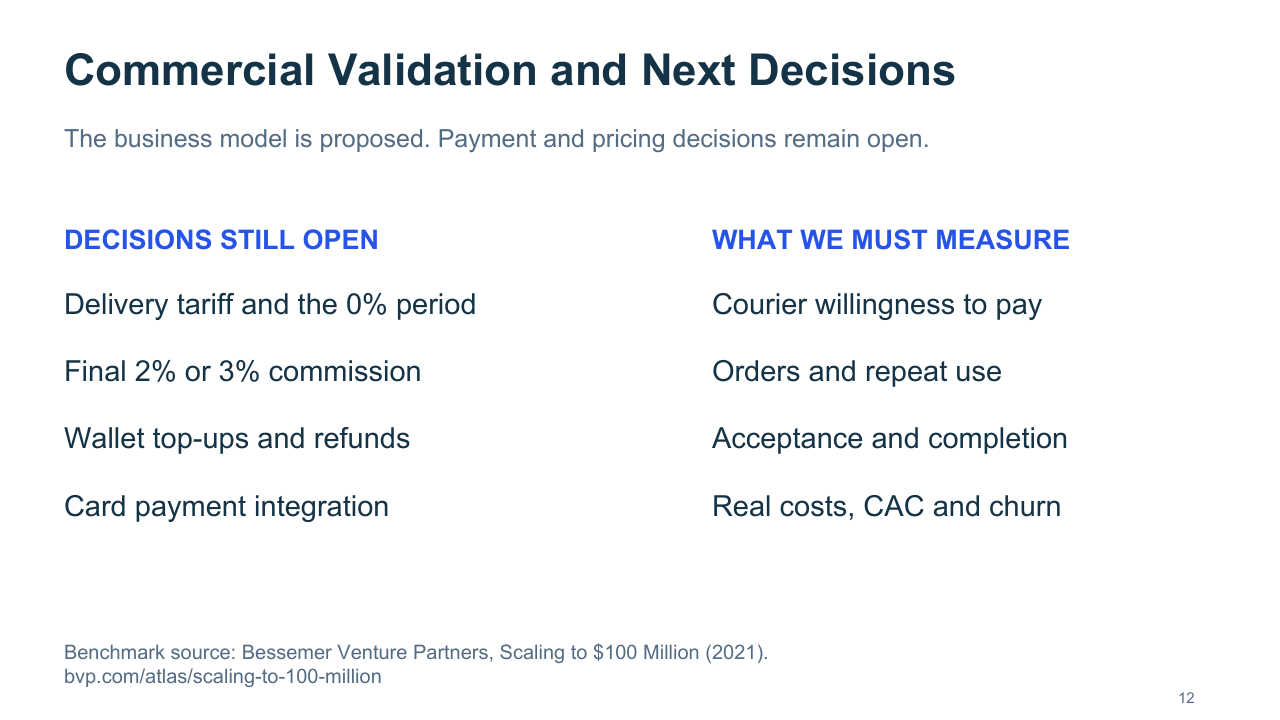 Commercial Validation and Next Decisions
The business model is proposed. Payment and pricing decisions remain open.
DECISIONS STILL OPEN
Delivery tariff and the 0% period
Final 2% or 3% commission
Wallet top-ups and refunds
Card payment integration
WHAT WE MUST MEASURE
Courier willingness to pay
Orders and repeat use
Acceptance and completion
Real costs, CAC and churn
Benchmark source: Bessemer Venture Partners, Scaling to $100 Million (2021).
bvp.com/atlas/scaling-to-100-million
12